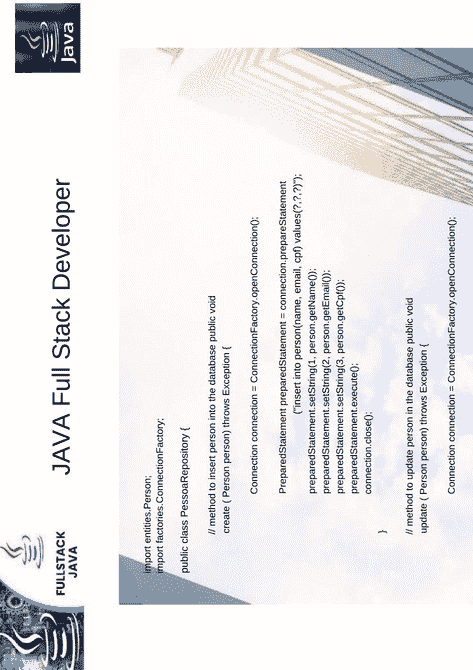 FULLSTACK
JAVA
JAVA Full Stack Developer
Java
import entities.Person;
import factories.ConnectionFactory;
public class PessoaRepository {
// method to insert person into the database public void
create ( Person person) throws Exception {
Connection connection = ConnectionFactory.openConnection();
PreparedStatement preparedStatement = connection.prepareStatement
("insert into person(name, email, cpf) values(?,?,?)");
preparedStatement.setString(1, person.getName());
preparedStatement.setString(2, person.getEmail());
preparedStatement.setString(3, person.getCpf());
preparedStatement.execute();
connection.close();
}
// method to update person in the database public void
update ( Person person) throws Exception {
Connection connection = ConnectionFactory.openConnection();